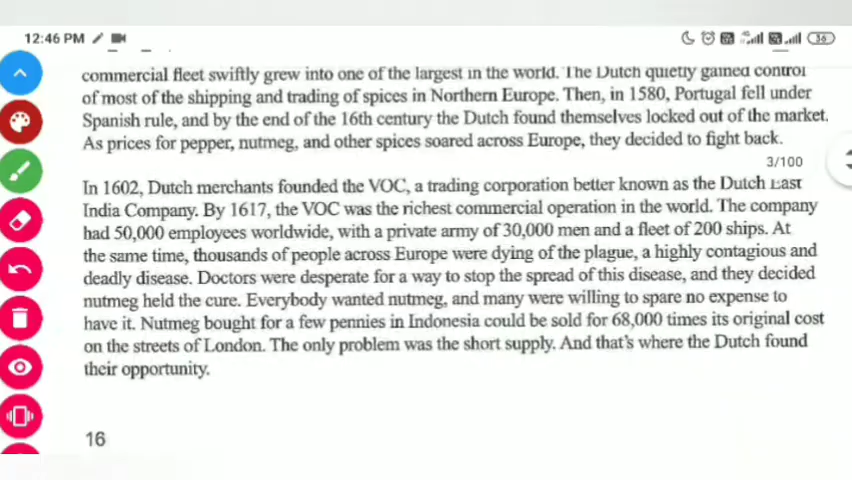 12:46 PM
36
commercial fleet swiftly grew into one of the largest in the world. The Dutch quietly gained control
of most of the shipping and trading of spices in Northern Europe. Then, in 1580, Portugal fell under
Spanish rule, and by the end of the 16th century the Dutch found themselves locked out of the market.
As prices for pepper, nutmeg, and other spices soared across Europe, they decided to fight back.
3/100
In 1602, Dutch merchants founded the VOC, a trading corporation better known as the Dutch East
India Company. By 1617, the VOC was the richest commercial operation in the world. The company
had 50,000 employees worldwide, with a private army of 30,000 men and a fleet of 200 ships. At
the same time, thousands of people across Europe were dying of the plague, a highly contagious and
deadly disease. Doctors were desperate for a way to stop the spread of this disease, and they decided
nutmeg held the cure. Everybody wanted nutmeg, and many were willing to spare no expense to
have it. Nutmeg bought for a few pennies in Indonesia could be sold for 68,000 times its original cost
on the streets of London. The only problem was the short supply. And that's where the Dutch found
their opportunity.
16